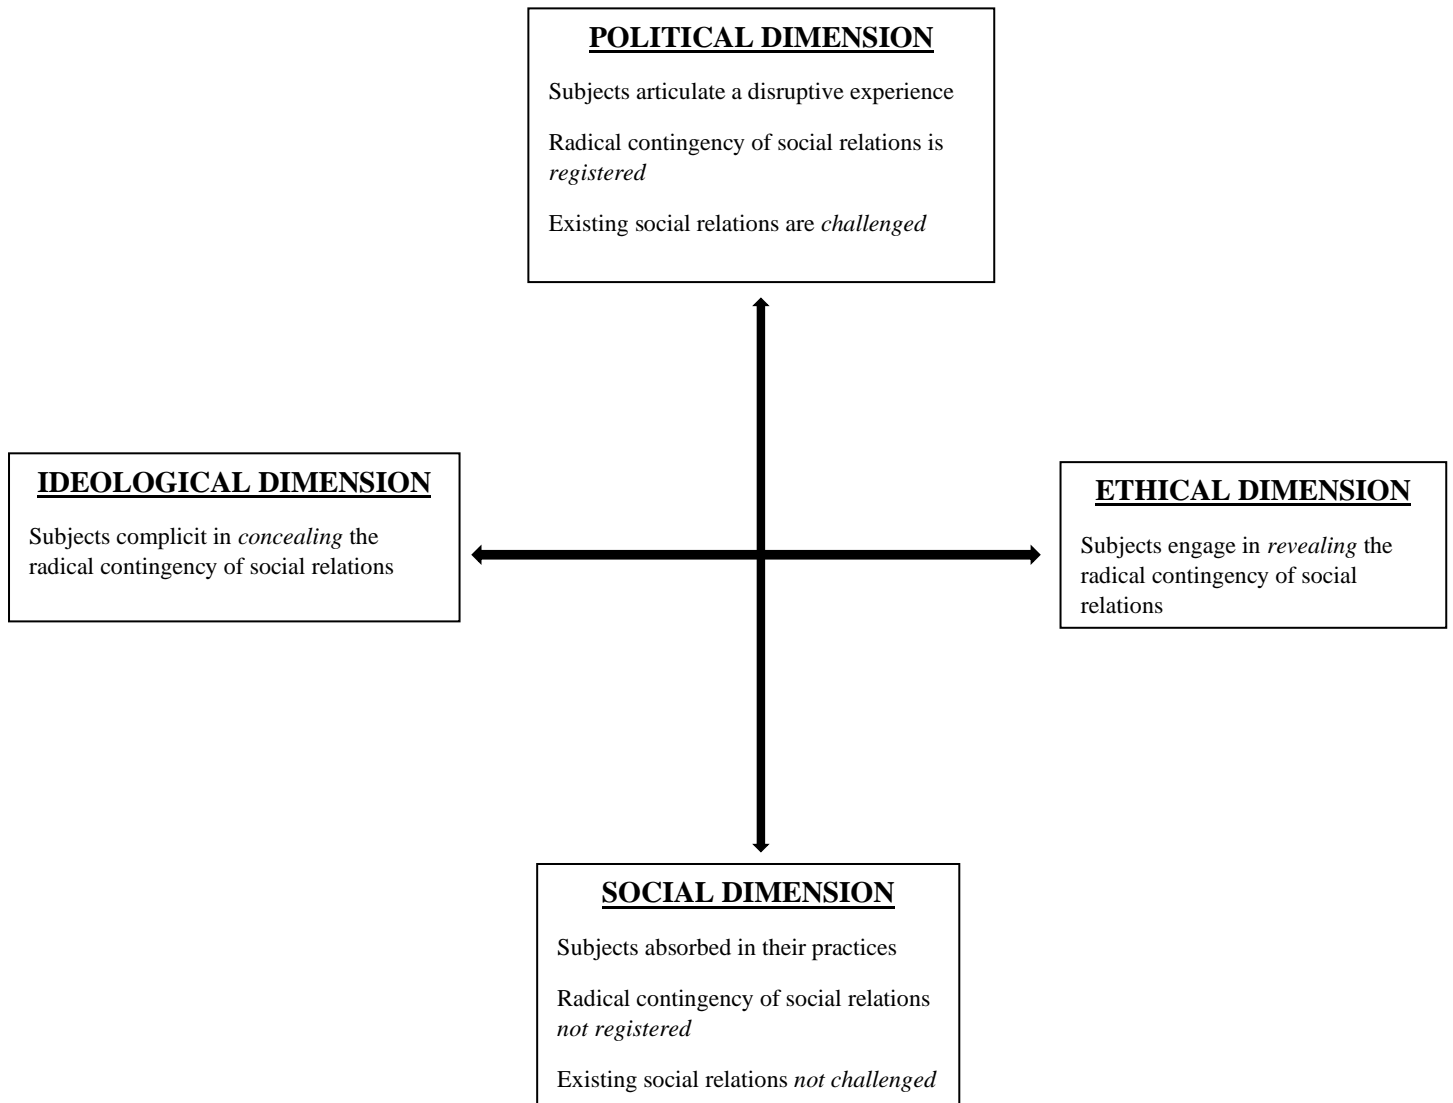 POLITICAL DIMENSION
Subjects articulate a disruptive experience
Radical contingency of social relations is
registered
Existing social relations are challenged
IDEOLOGICAL DIMENSION
Subjects complicit in concealing the
radical contingency of social relations
ETHICAL DIMENSION
Subjects engage in revealing the
radical contingency of social
relations
SOCIAL DIMENSION
Subjects absorbed in their practices
Radical contingency of social relations
not registered
Existing social relations not challenged